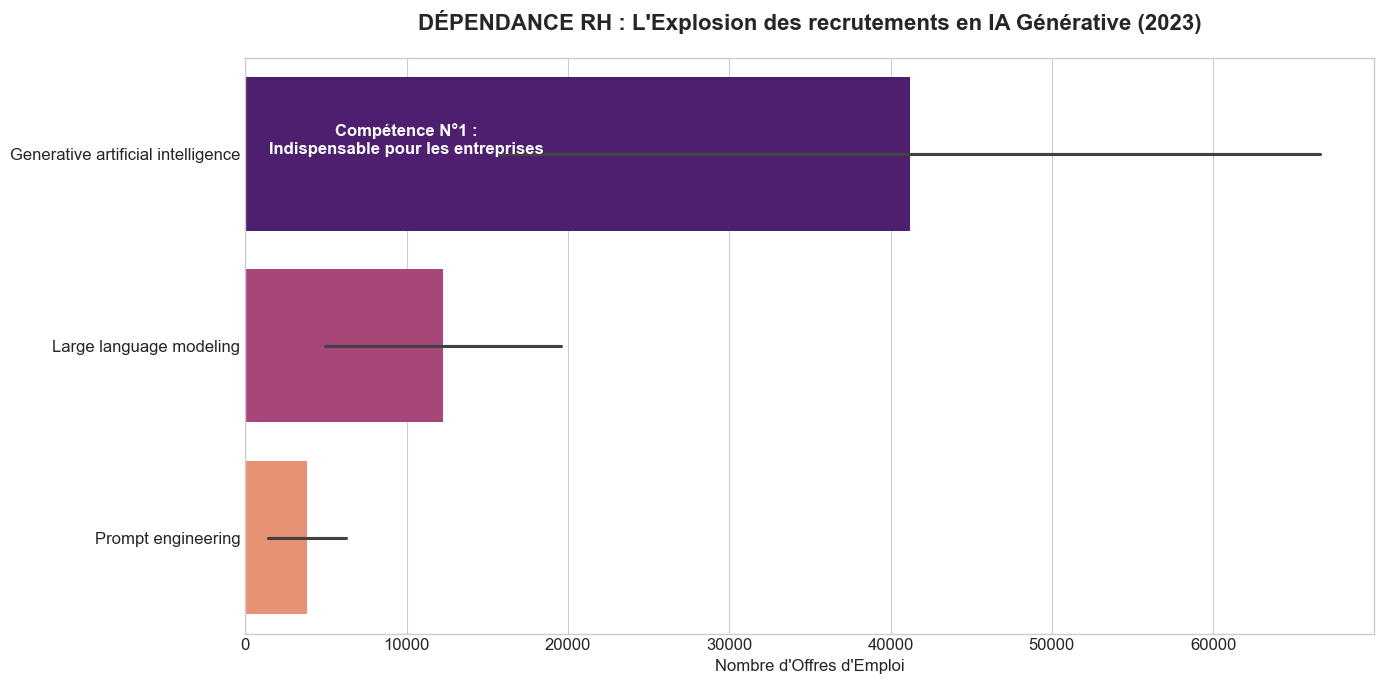 DÉPENDANCE RH : L'Explosion des recrutements en IA Générative (2023)
Compétence N°1 :
Indispensable pour les entreprises
Generative artificial intelligence
Large language modeling
Prompt engineering
0 10000 20000 30000 40000 50000 60000
Nombre d'Offres d'Emploi